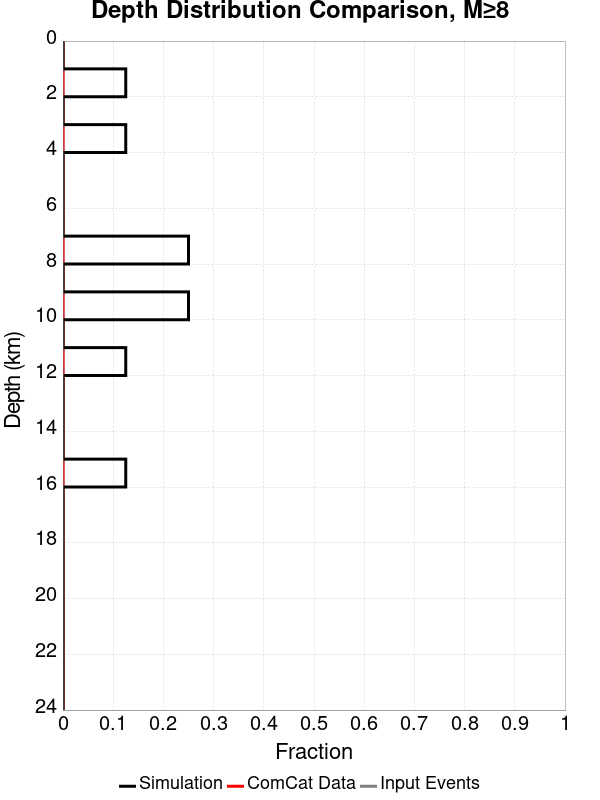 Depth Distribution Comparison, M≥8
0
2
4
6
8
10
12
14
16
18
20
22
24
Depth (km)
0 0.1 0.2 0.3 0.4 0.5 0.6 0.7 0.8 0.9 1
Fraction
Simulation ComCat Data Input Events